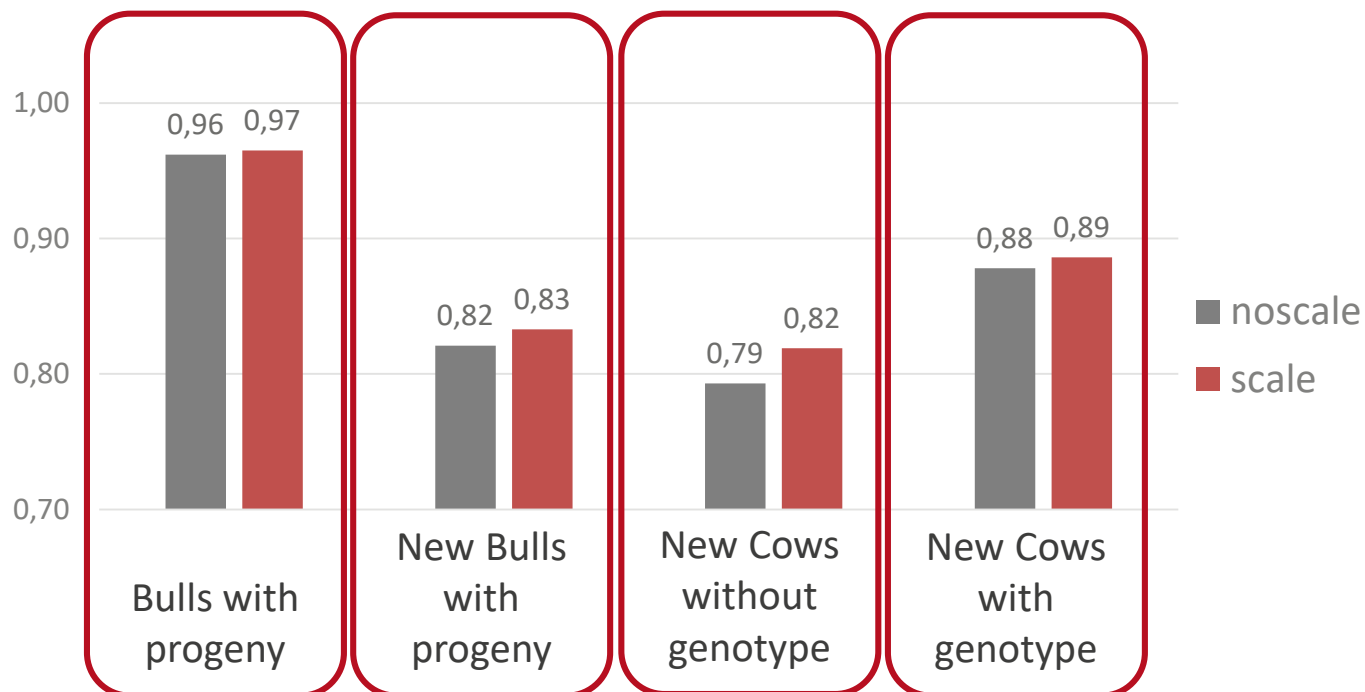 1,00
0,90
0,80
0,70
0,96
0,97
0,82
0,83
0,79
0,82
0,88
0,89
Bulls with
progeny
New Bulls
with
progeny
New Cows
without
genotype
New Cows
with
genotype
noscale
scale